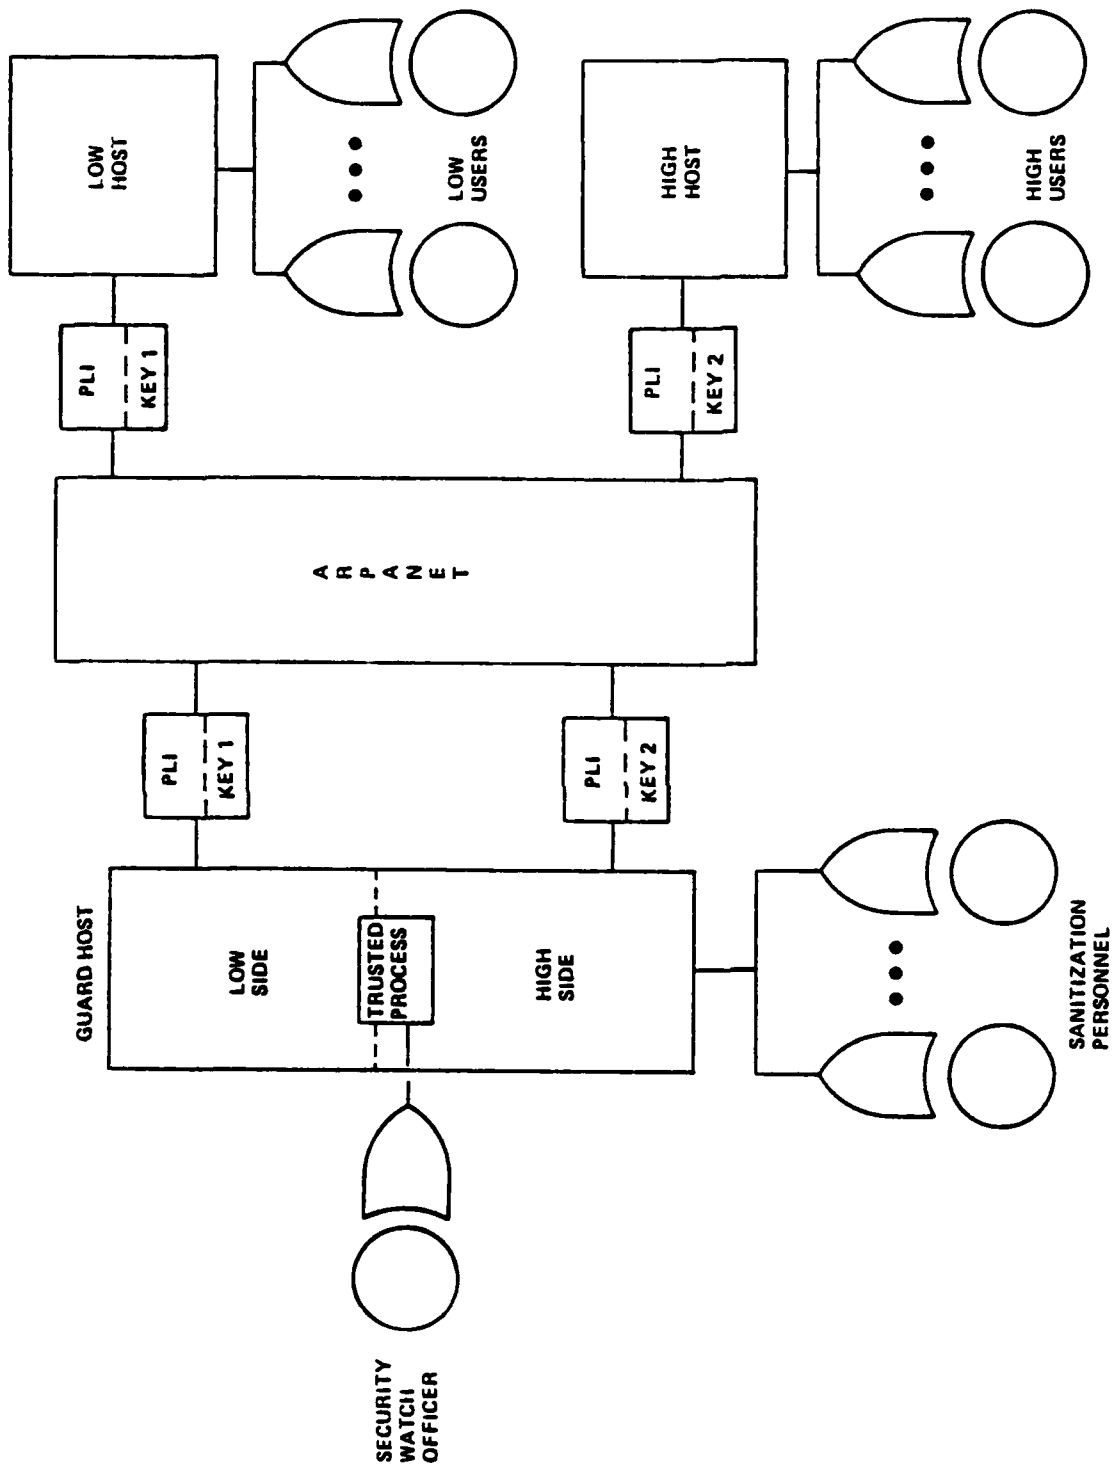 GUARD HOST
LOW
SIDE
TRUSTED
PROCESS
HIGH
SIDE
SECURITY
WATCH
OFFICER
SANITIZATION
PERSONNEL
PLI
KEY 1
PLI
KEY 2
ARPANET
PLI
KEY 1
PLI
KEY 2
LOW
HOST
LOW
USERS
HIGH
HOST
HIGH
USERS